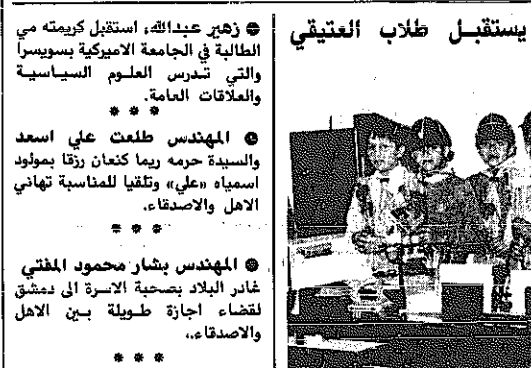 يستقبل طلاب العتيقي
● زهير عبدالله، استقبل كريمته مي
الطالبة في الجامعة الاميركية بسويسرا
والتي تدرس العلوم السياسية
والعلاقات العامة.
* * *
● المهندس طلعت علي اسعد
والسيدة حرمه ريما كنعان رزقا بمولود
اسمياه «علي» وتلقيا للمناسبة تهاني
الاهل والاصدقاء.
* * *
● المهندس بشار محمود المفتي
غادر البلاد بصحبة الاسرة الى دمشق
لقضاء اجازة طويلة بين الاهل
والاصدقاء.
* * *